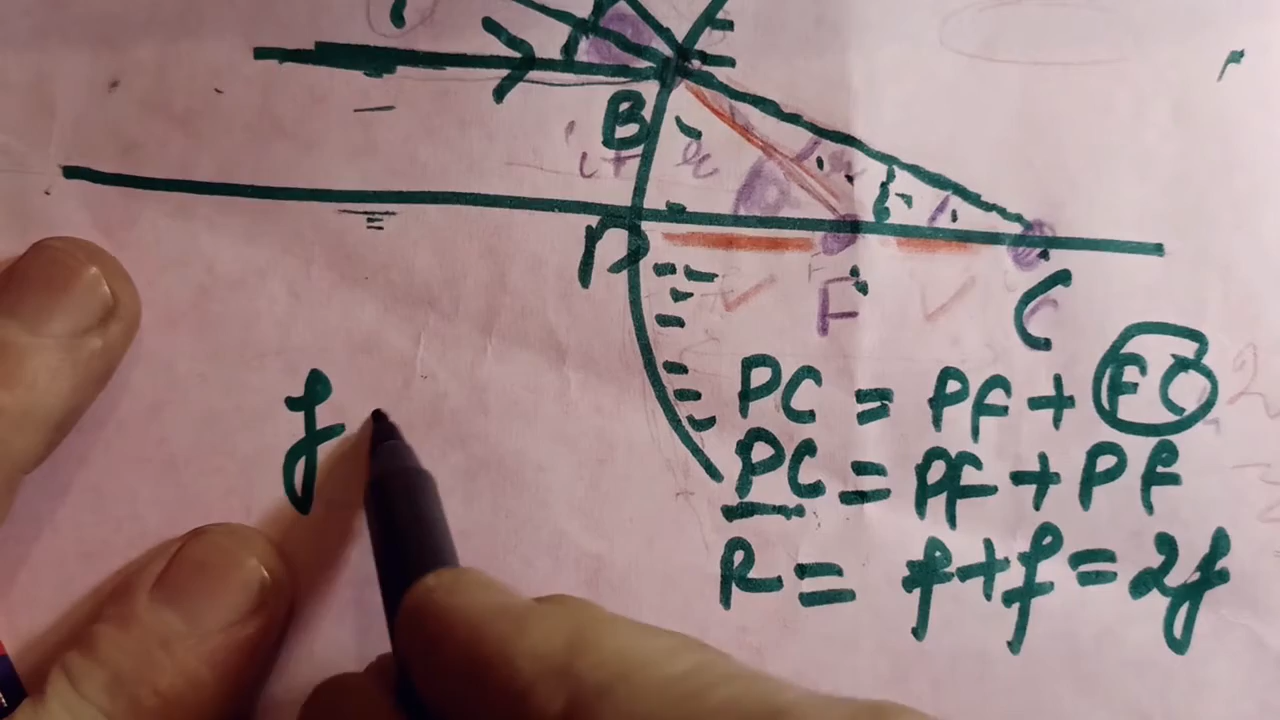 B
P
F
C
PC = PF + FC
PC = PF + PF
R = f + f = 2f
f